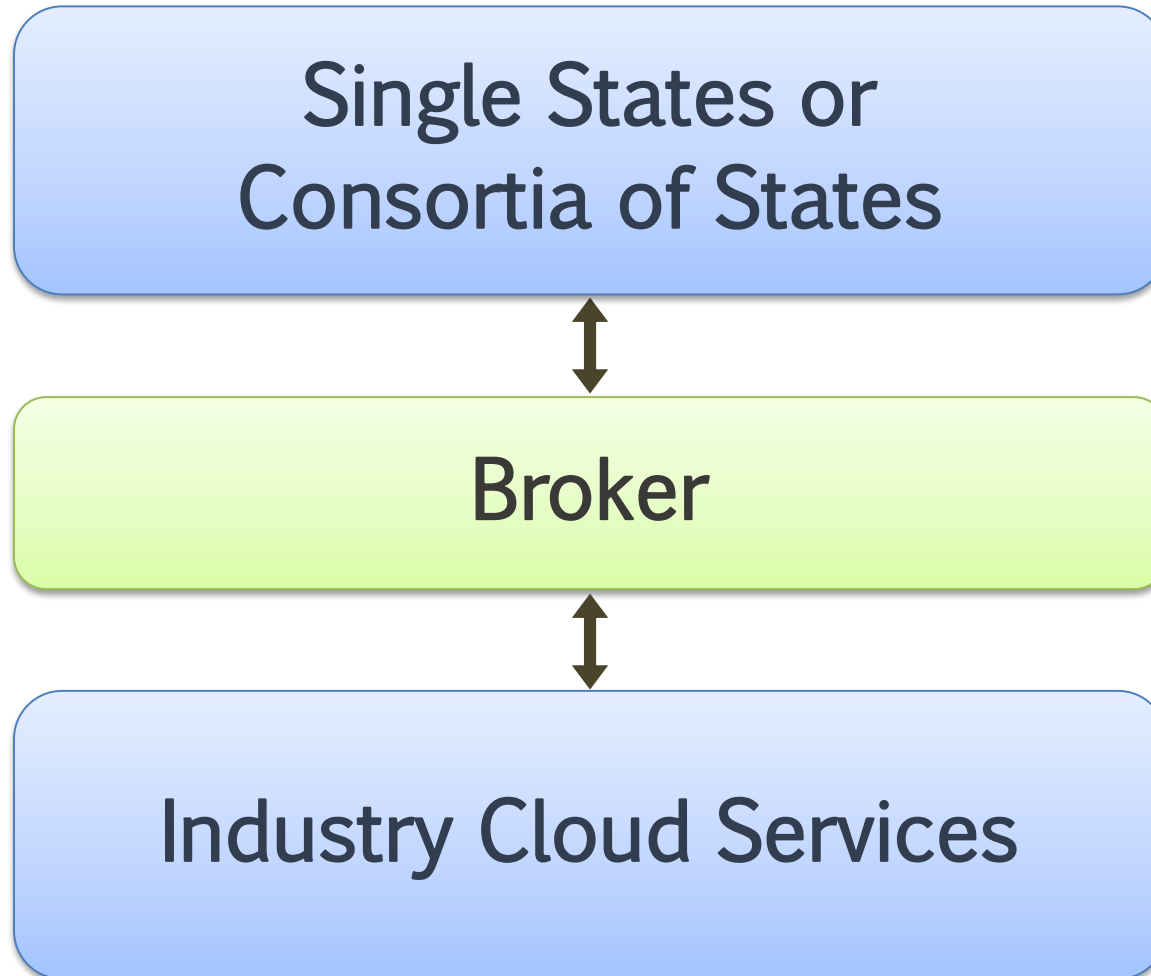 Single States or
Consortia of States
Broker
Industry Cloud Services